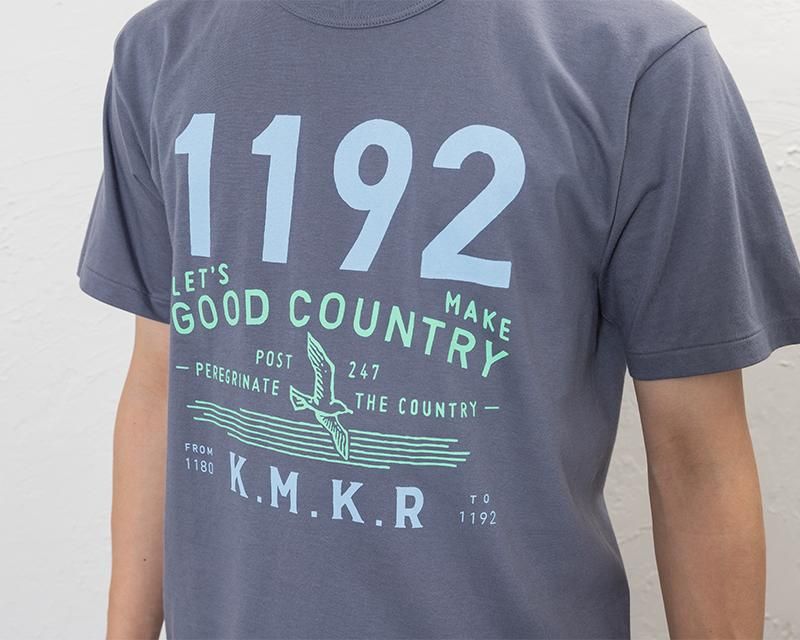 1192
LET'S MAKE
GOOD COUNTRY
POST 247
— PEREGRINATE THE COUNTRY —
FROM 1180
K.M.K.R
TO 1192